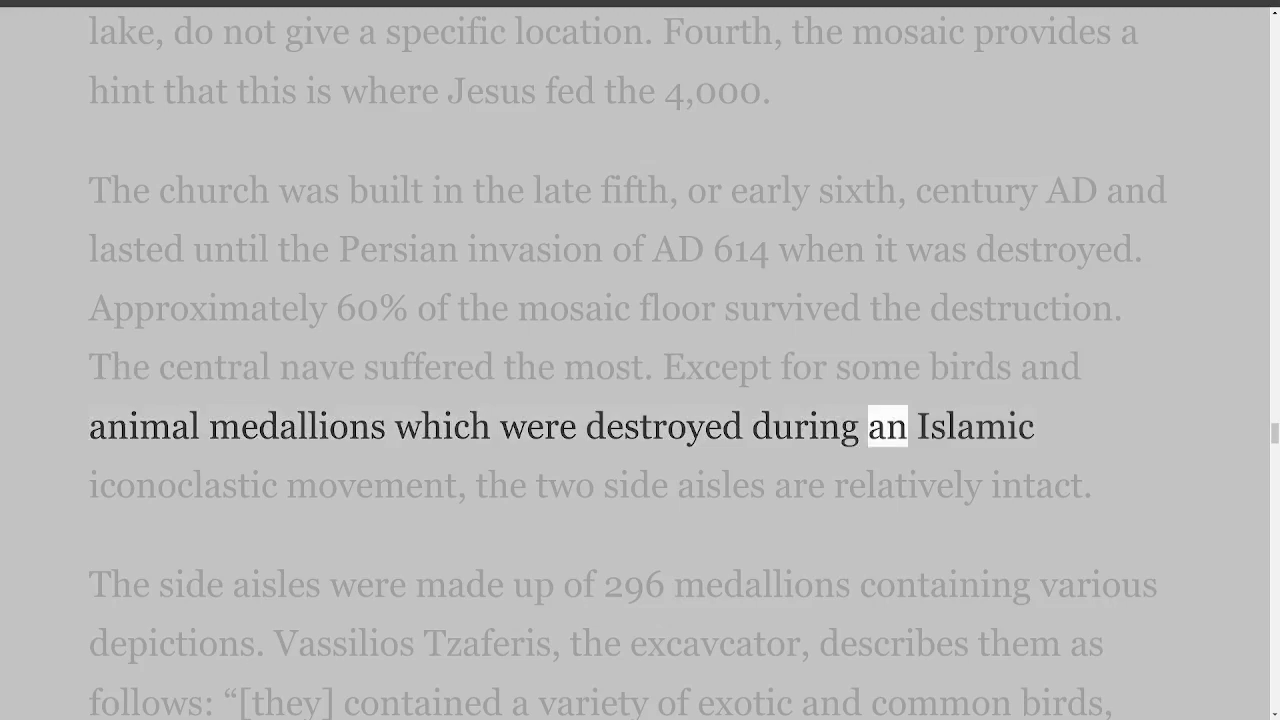 lake, do not give a specific location. Fourth, the mosaic provides a
hint that this is where Jesus fed the 4,000.
The church was built in the late fifth, or early sixth, century AD and
lasted until the Persian invasion of AD 614 when it was destroyed.
Approximately 60% of the mosaic floor survived the destruction.
The central nave suffered the most. Except for some birds and
animal medallions which were destroyed during an Islamic
iconoclastic movement, the two side aisles are relatively intact.
The side aisles were made up of 296 medallions containing various
depictions. Vassilios Tzaferis, the excavcator, describes them as
follows: “[they] contained a variety of exotic and common birds,